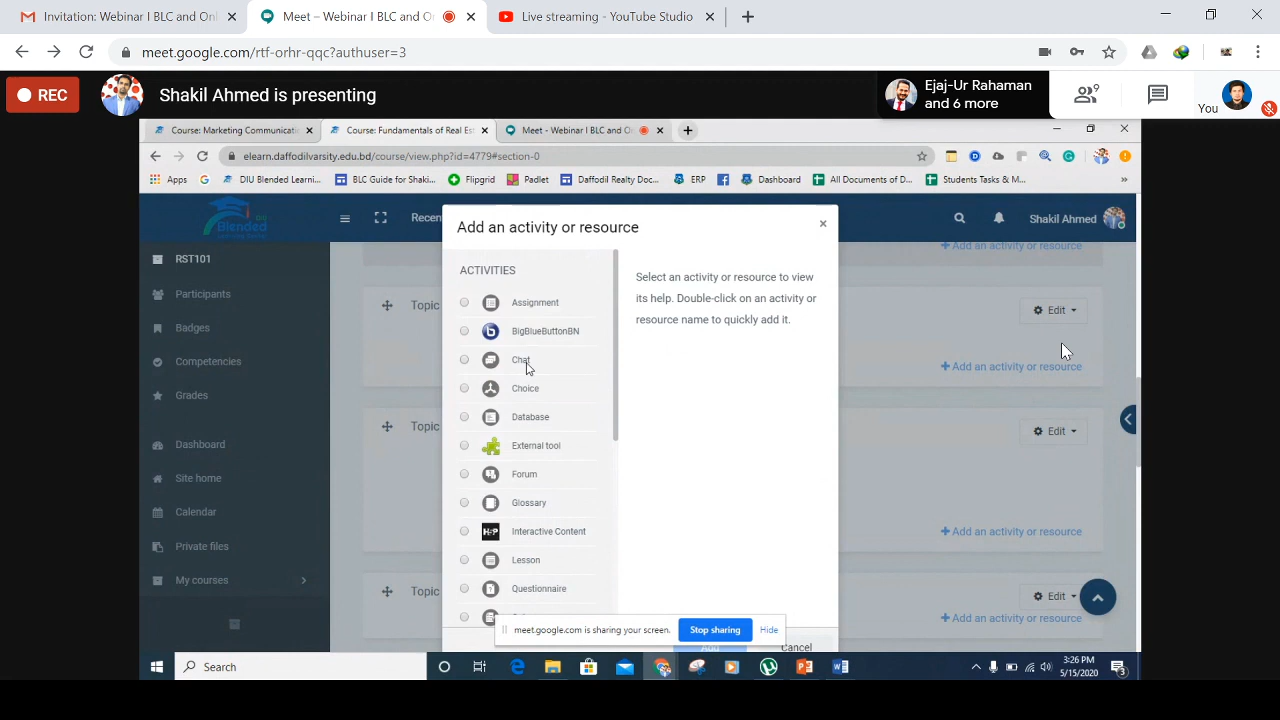 Invitation: Webinar I BLC and Onl
Meet – Webinar I BLC and O
Live streaming - YouTube Studio
meet.google.com/rtf-orhr-qqc?authuser=3
REC
Shakil Ahmed is presenting
Ejaj-Ur Rahaman
and 6 more
9
You
Course: Marketing Communicati
Course: Fundamentals of Real Es
Meet - Webinar I BLC and O
elearn.daffodilvarsity.edu.bd/course/view.php?id=4779#section-0
Apps
DIU Blended Learni...
BLC Guide for Shaki...
Flipgrid
Padlet
Daffodil Realty Doc...
ERP
Dashboard
All Documents of D...
Students Tasks & M...
Blended
Recen
Shakil Ahmed
RST101
Participants
Badges
Competencies
Grades
Dashboard
Site home
Calendar
Private files
My courses
Add an activity or resource
ACTIVITIES
Assignment
BigBlueButtonBN
Chat
Choice
Database
External tool
Forum
Glossary
Interactive Content
Lesson
Questionnaire
Select an activity or resource to view
its help. Double-click on an activity or
resource name to quickly add it.
Add
Cancel
+ Add an activity or resource
Topic
Edit
+ Add an activity or resource
Topic
Edit
+ Add an activity or resource
Topic
Edit
+ Add an activity or resource
meet.google.com is sharing your screen.
Stop sharing
Hide
Search
3:26 PM
5/15/2020
3